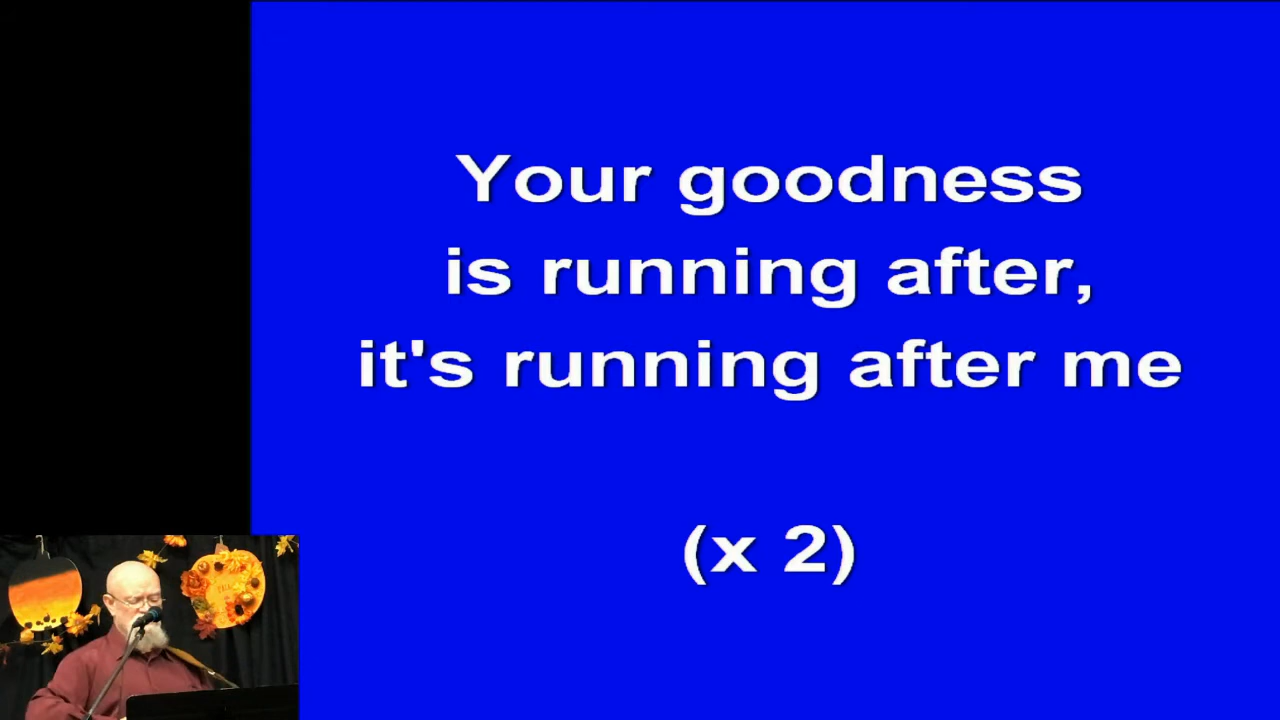 Your goodness
is running after,
it's running after me
(x 2)